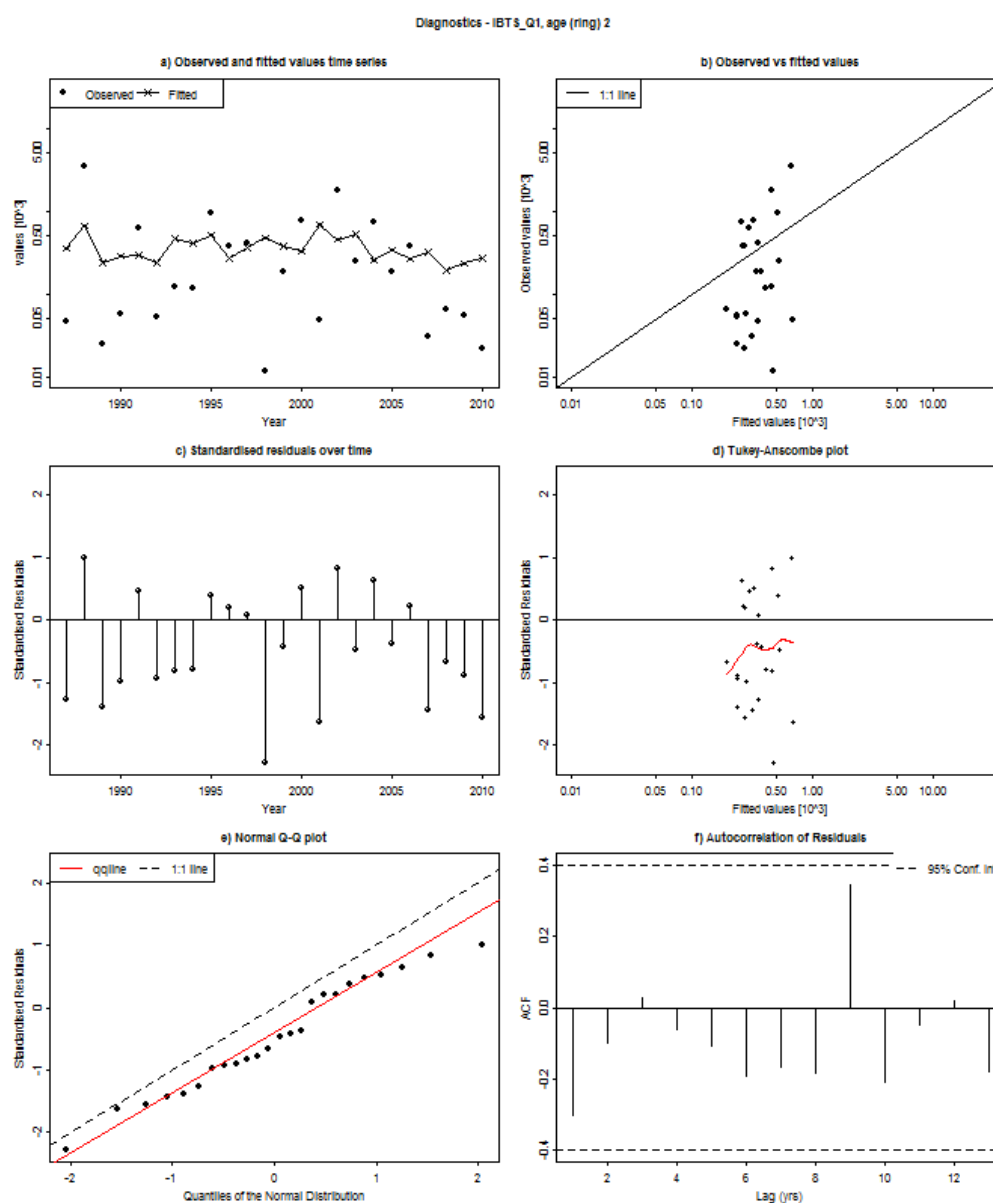 Diagnostics - IBTS_Q1, age (ring) 2
a) Observed and fitted values time series
Observed Fitted
values [10^3]
5.00
0.50
0.05
0.01
1990 1995 2000 2005 2010
Year
b) Observed vs fitted values
1:1 line
Observed values [10^3]
5.00
0.50
0.05
0.01
0.01 0.05 0.10 0.50 1.00 5.00 10.00
Fitted values [10^3]
c) Standardised residuals over time
Standardised Residuals
2
1
0
-1
-2
1990 1995 2000 2005 2010
Year
d) Tukey-Anscombe plot
Standardised Residuals
2
1
0
-1
-2
0.01 0.05 0.10 0.50 1.00 5.00 10.00
Fitted values [10^3]
e) Normal Q-Q plot
qqline 1:1 line
Standardised Residuals
2
1
0
-1
-2
-2 -1 0 1 2
Quantiles of the Normal Distribution
f) Autocorrelation of Residuals
95% Conf. In
ACF
0.4
0.2
0.0
-0.2
-0.4
2 4 6 8 10 12
Lag (yrs)